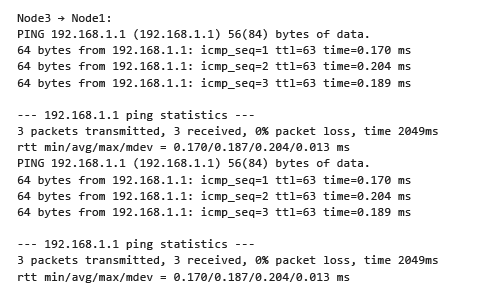 Node3 → Node1:
PING 192.168.1.1 (192.168.1.1) 56(84) bytes of data.
64 bytes from 192.168.1.1: icmp_seq=1 ttl=63 time=0.170 ms
64 bytes from 192.168.1.1: icmp_seq=2 ttl=63 time=0.204 ms
64 bytes from 192.168.1.1: icmp_seq=3 ttl=63 time=0.189 ms

--- 192.168.1.1 ping statistics ---
3 packets transmitted, 3 received, 0% packet loss, time 2049ms
rtt min/avg/max/mdev = 0.170/0.187/0.204/0.013 ms
PING 192.168.1.1 (192.168.1.1) 56(84) bytes of data.
64 bytes from 192.168.1.1: icmp_seq=1 ttl=63 time=0.170 ms
64 bytes from 192.168.1.1: icmp_seq=2 ttl=63 time=0.204 ms
64 bytes from 192.168.1.1: icmp_seq=3 ttl=63 time=0.189 ms

--- 192.168.1.1 ping statistics ---
3 packets transmitted, 3 received, 0% packet loss, time 2049ms
rtt min/avg/max/mdev = 0.170/0.187/0.204/0.013 ms